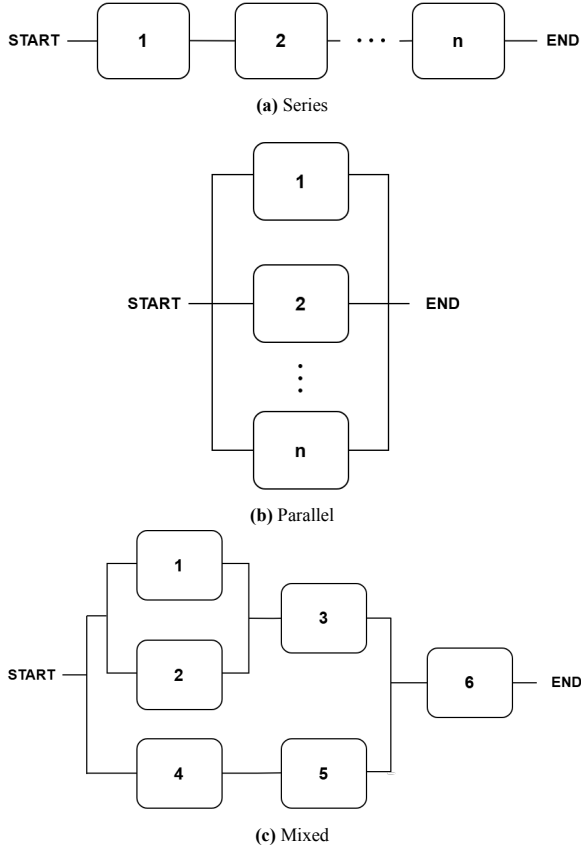 START 1 2 ... n END
(a) Series
1
START 2 END
n
(b) Parallel
1
3
2
START 6 END
4 5
(c) Mixed